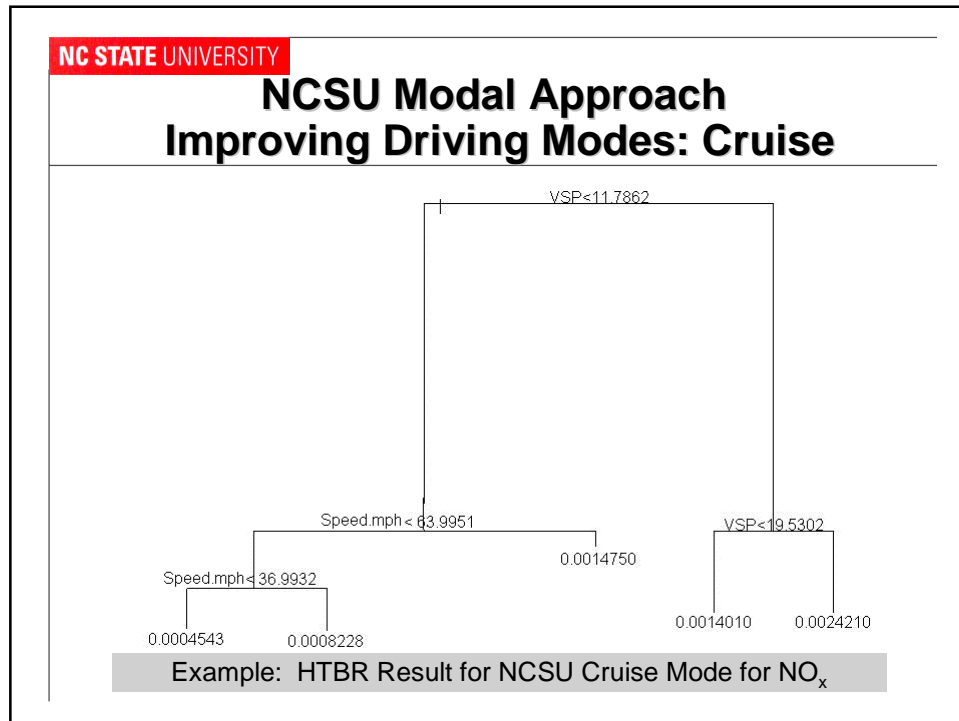 NC STATE UNIVERSITY
NCSU Modal Approach
Improving Driving Modes: Cruise
VSP<11.7862
Speed.mph< 63.9951
VSP<19.5302
0.0014750
Speed.mph< 36.9932
0.0014010
0.0024210
0.0004543
0.0008228
Example: HTBR Result for NCSU Cruise Mode for NOx